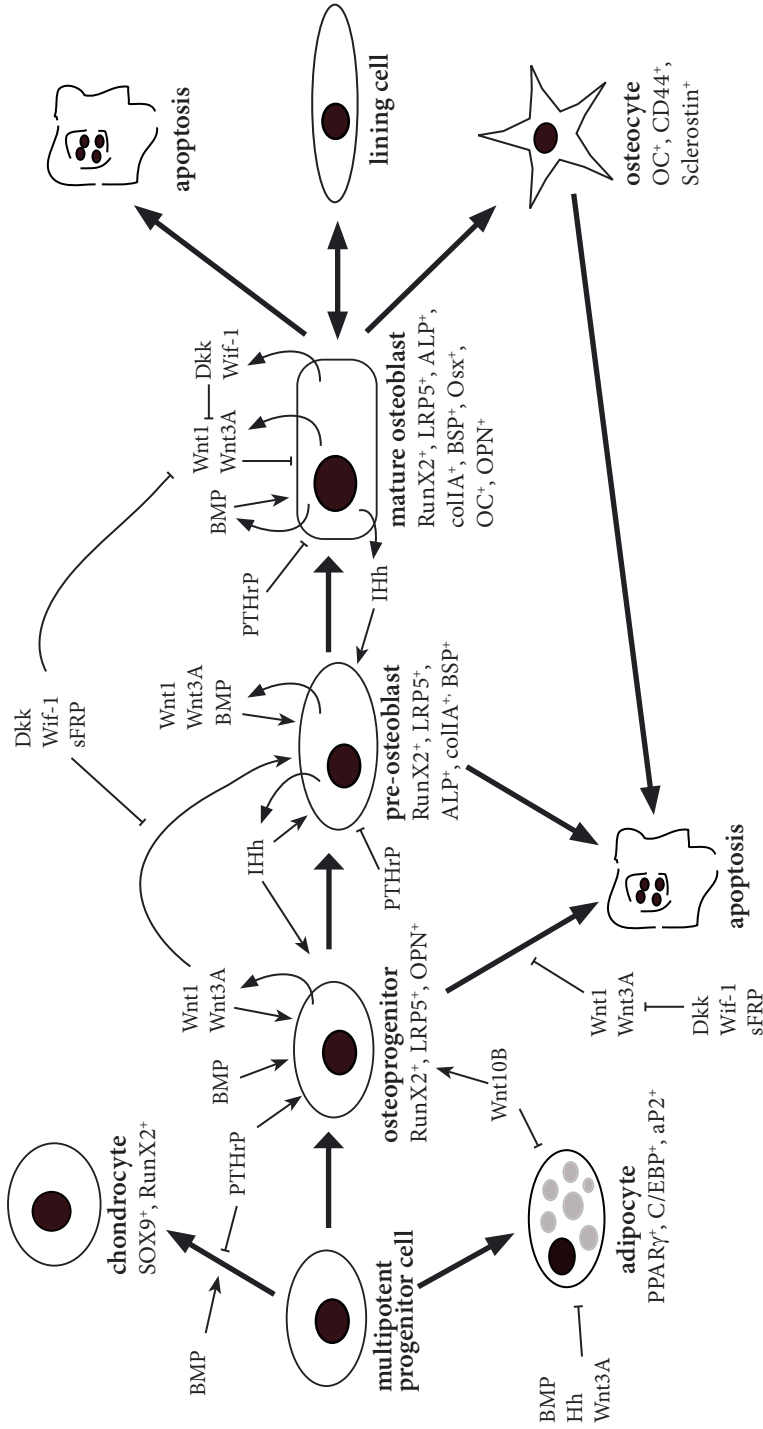 chondrocyte
SOX9⁺, RunX2⁺
BMP
PTHrP
multipotent
progenitor cell
BMP
Hh
Wnt3A
adipocyte
PPARγ⁺, C/EBP⁺, aP2⁺
Wnt10B
BMP
Wnt1
Wnt3A
osteoprogenitor
RunX2⁺, LRP5⁺, OPN⁺
Wnt1
Wnt3A
Dkk
Wif-1
sFRP
apoptosis
Dkk
Wif-1
sFRP
IHh
PTHrP
Wnt1
Wnt3A
BMP
pre-osteoblast
RunX2⁺, LRP5⁺,
ALP⁺, colIA⁺, BSP⁺
PTHrP
IHh
BMP
Wnt1
Wnt3A
Dkk
Wif-1
mature osteoblast
RunX2⁺, LRP5⁺, ALP⁺,
colIA⁺, BSP⁺, Osx⁺,
OC⁺, OPN⁺
apoptosis
lining cell
osteocyte
OC⁺, CD44⁺,
Sclerostin⁺